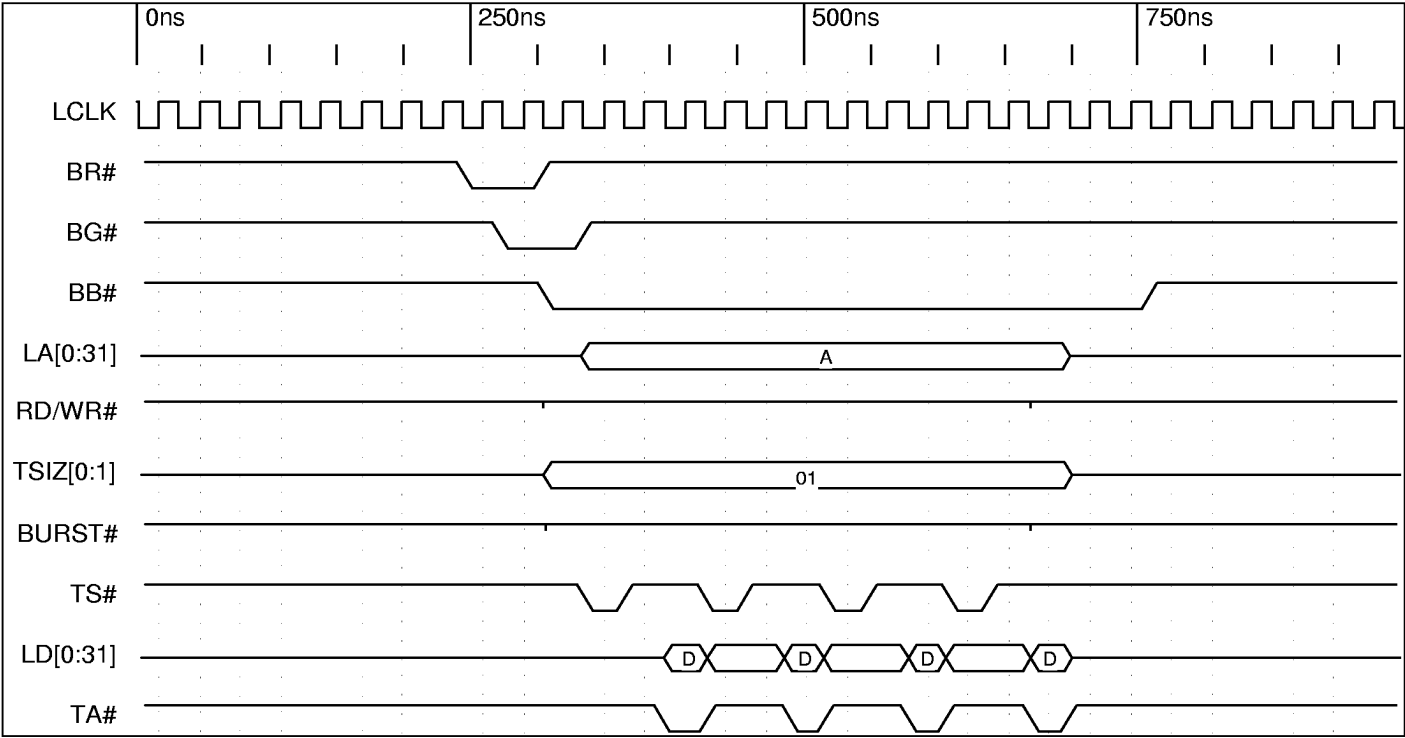 0ns 250ns 500ns 750ns
LCLK
BR#
BG#
BB#
LA[0:31] A
RD/WR#
TSIZ[0:1] 01
BURST#
TS#
LD[0:31] D D D D
TA#